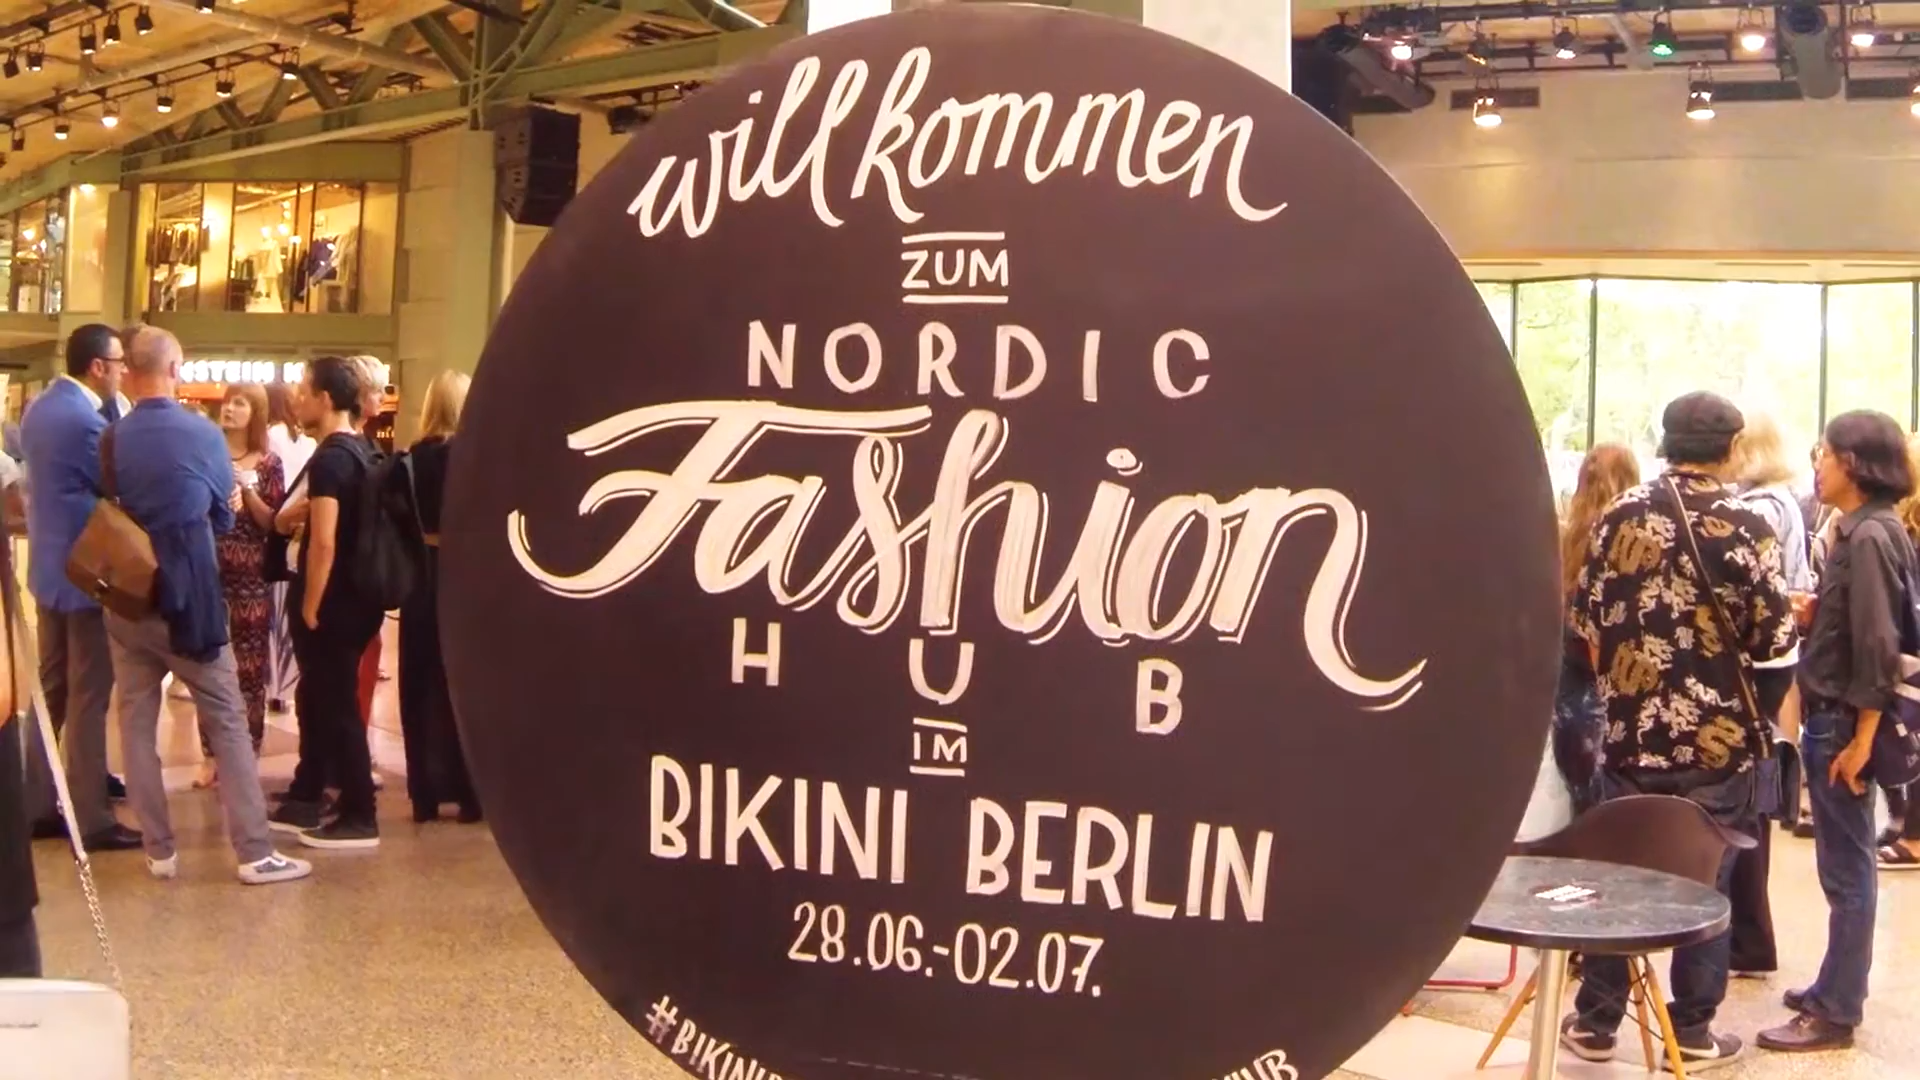 willkommen
ZUM
NORDIC
Fashion
HUB
IM
BIKINI BERLIN
28.06.-02.07.